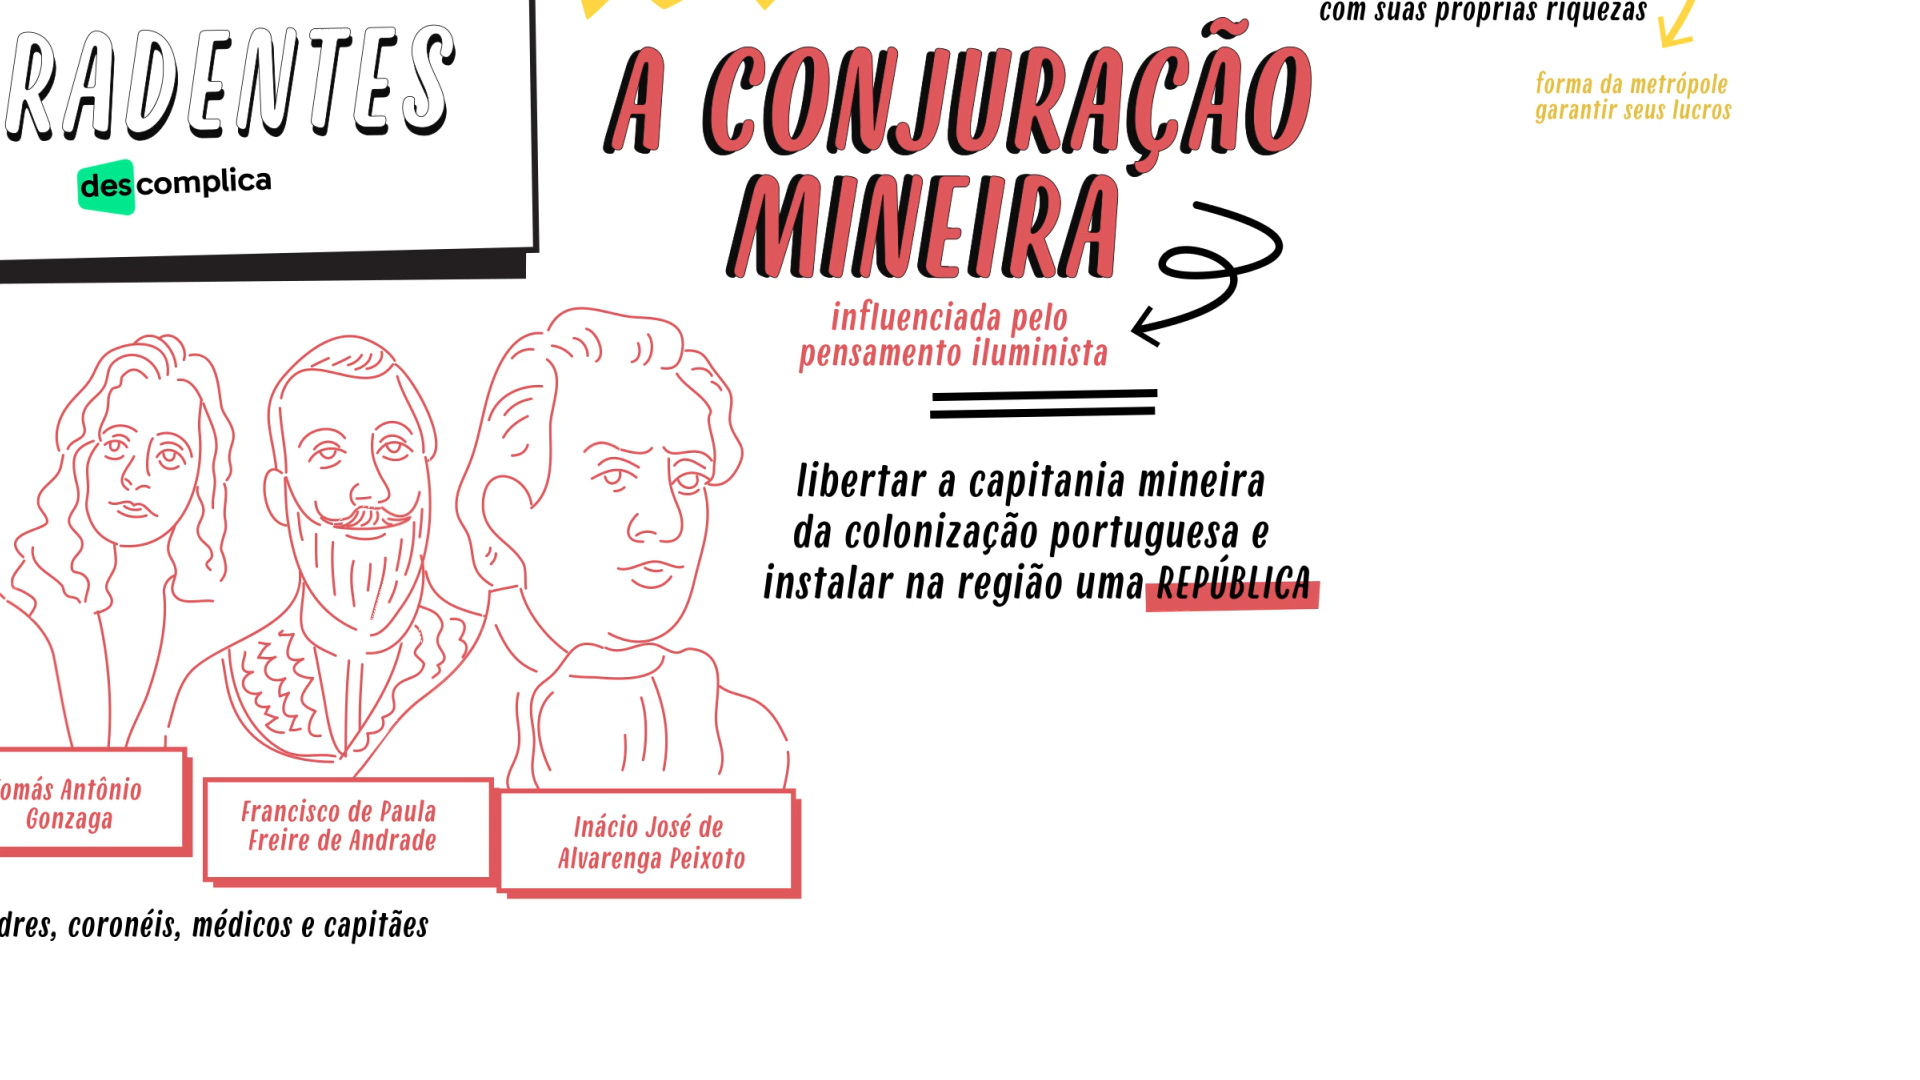 com suas próprias riquezas
forma da metrópole
garantir seus lucros
RADENTES
descomplica
A CONJURAÇÃO
MINEIRA
influenciada pelo
pensamento iluminista
libertar a capitania mineira
da colonização portuguesa e
instalar na região uma REPÚBLICA
omás Antônio
Gonzaga
Francisco de Paula
Freire de Andrade
Inácio José de
Alvarenga Peixoto
dres, coronéis, médicos e capitães